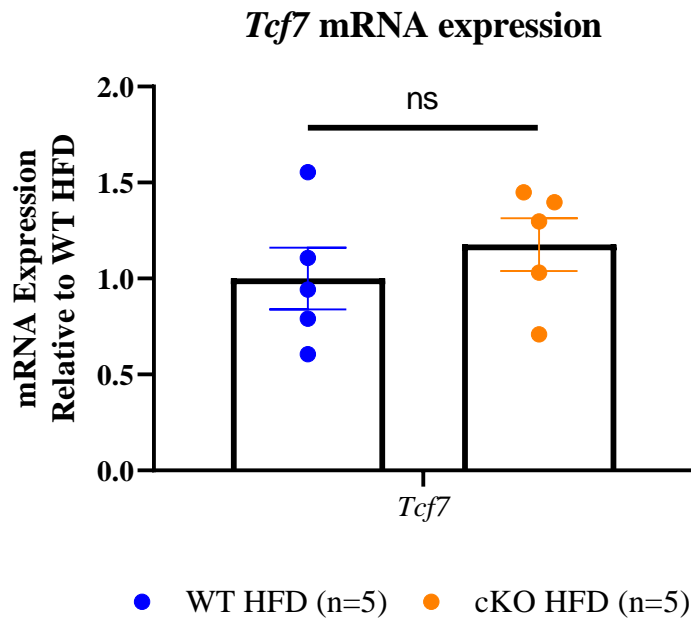 Tcf7 mRNA expression
mRNA Expression
Relative to WT HFD
2.0
1.5
1.0
0.5
0.0
ns
Tcf7
WT HFD (n=5)
cKO HFD (n=5)